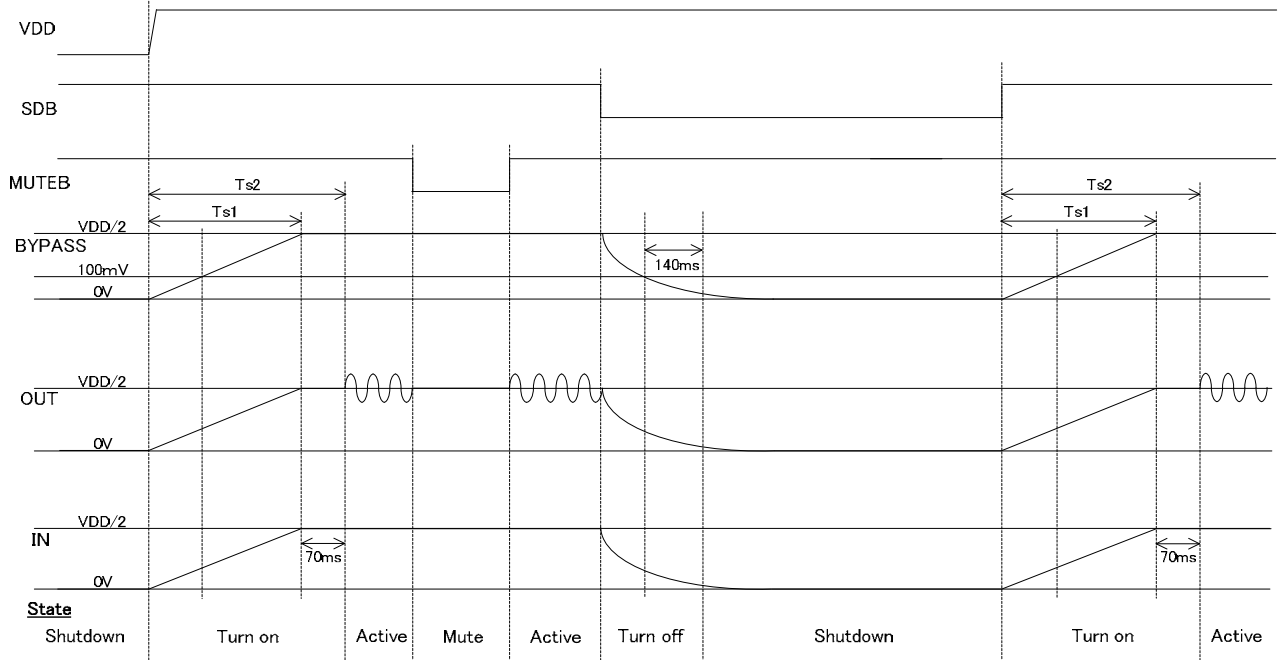 VDD
SDB
MUTEB
Ts2
Ts2
Ts1
Ts1
VDD/2
BYPASS
100mV
140ms
0V
VDD/2
OUT
0V
VDD/2
IN
70ms
70ms
0V
State
Shutdown Turn on Active Mute Active Turn off Shutdown Turn on Active